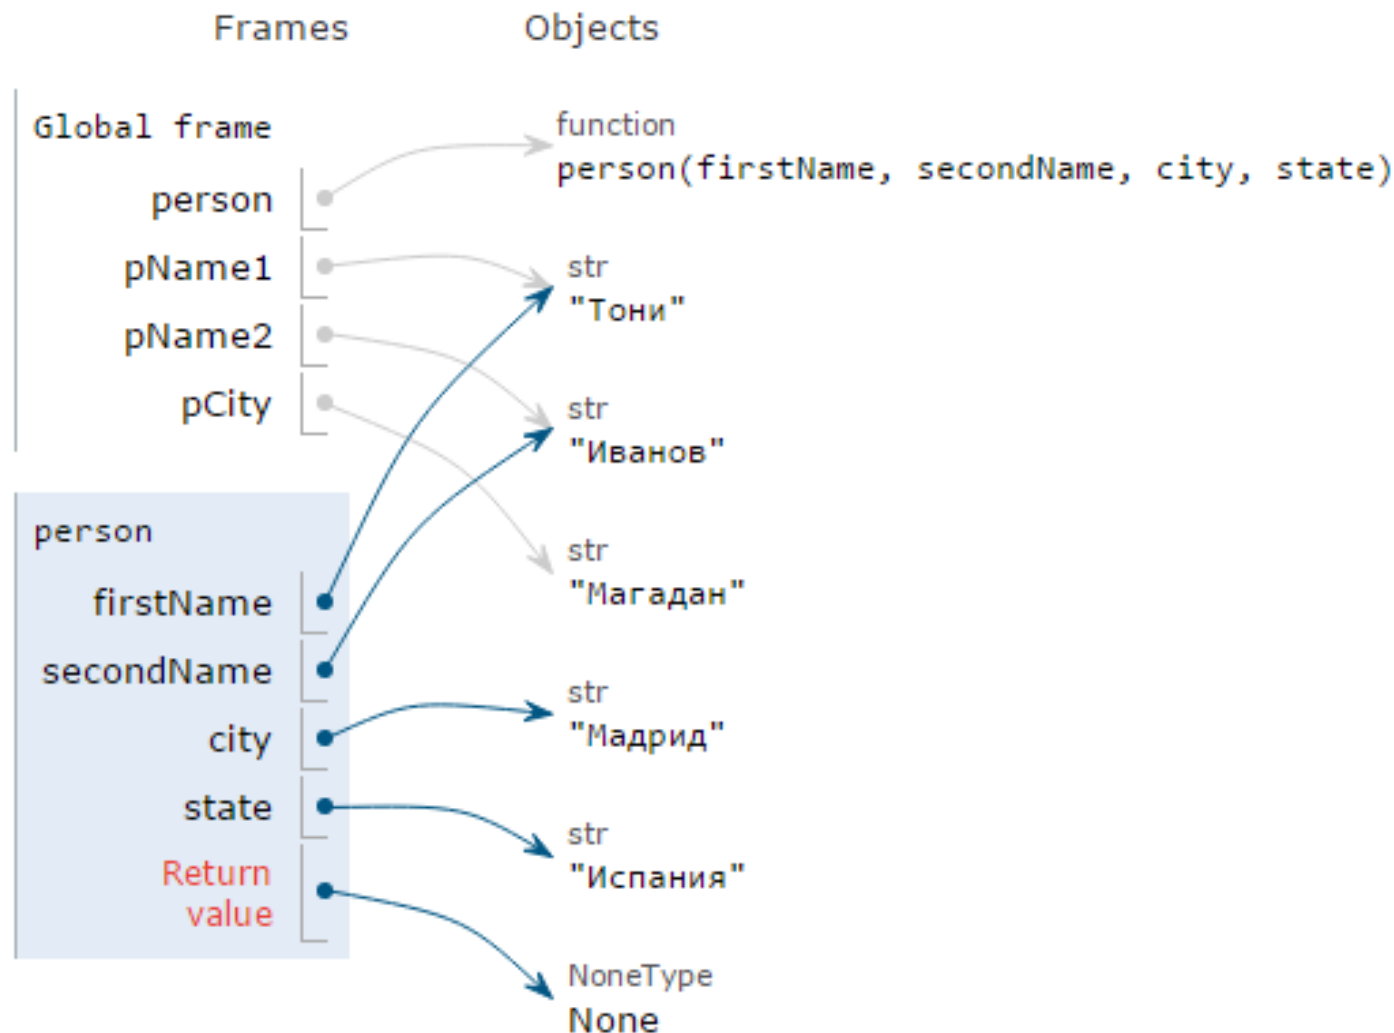 Frames Objects
Global frame
function
person(firstName, secondName, city, state)
person
pName1
str
"Тони"
pName2
pCity
str
"Иванов"
person
str
"Магадан"
firstName
secondName
str
"Мадрид"
city
state
str
"Испания"
Return
value
NoneType
None